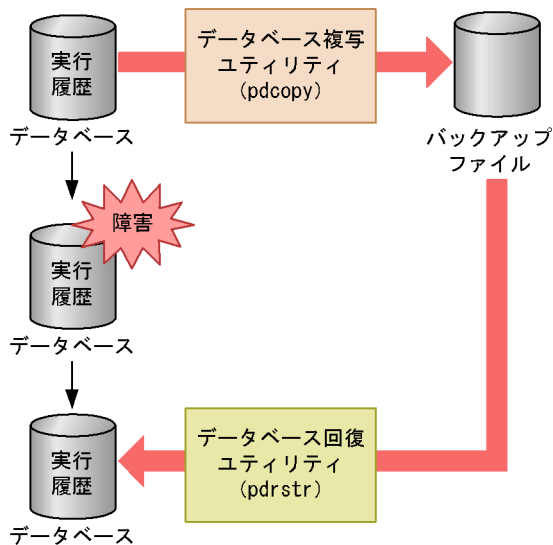 実行
履歴
データベース
データベース複写
ユティリティ
(pdcopy)
バックアップ
ファイル
障害
実行
履歴
データベース
実行
履歴
データベース
データベース回復
ユティリティ
(pdrstr)